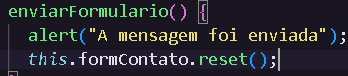 enviarFormulario() {
alert("A mensagem foi enviada");
this.formContato.reset();